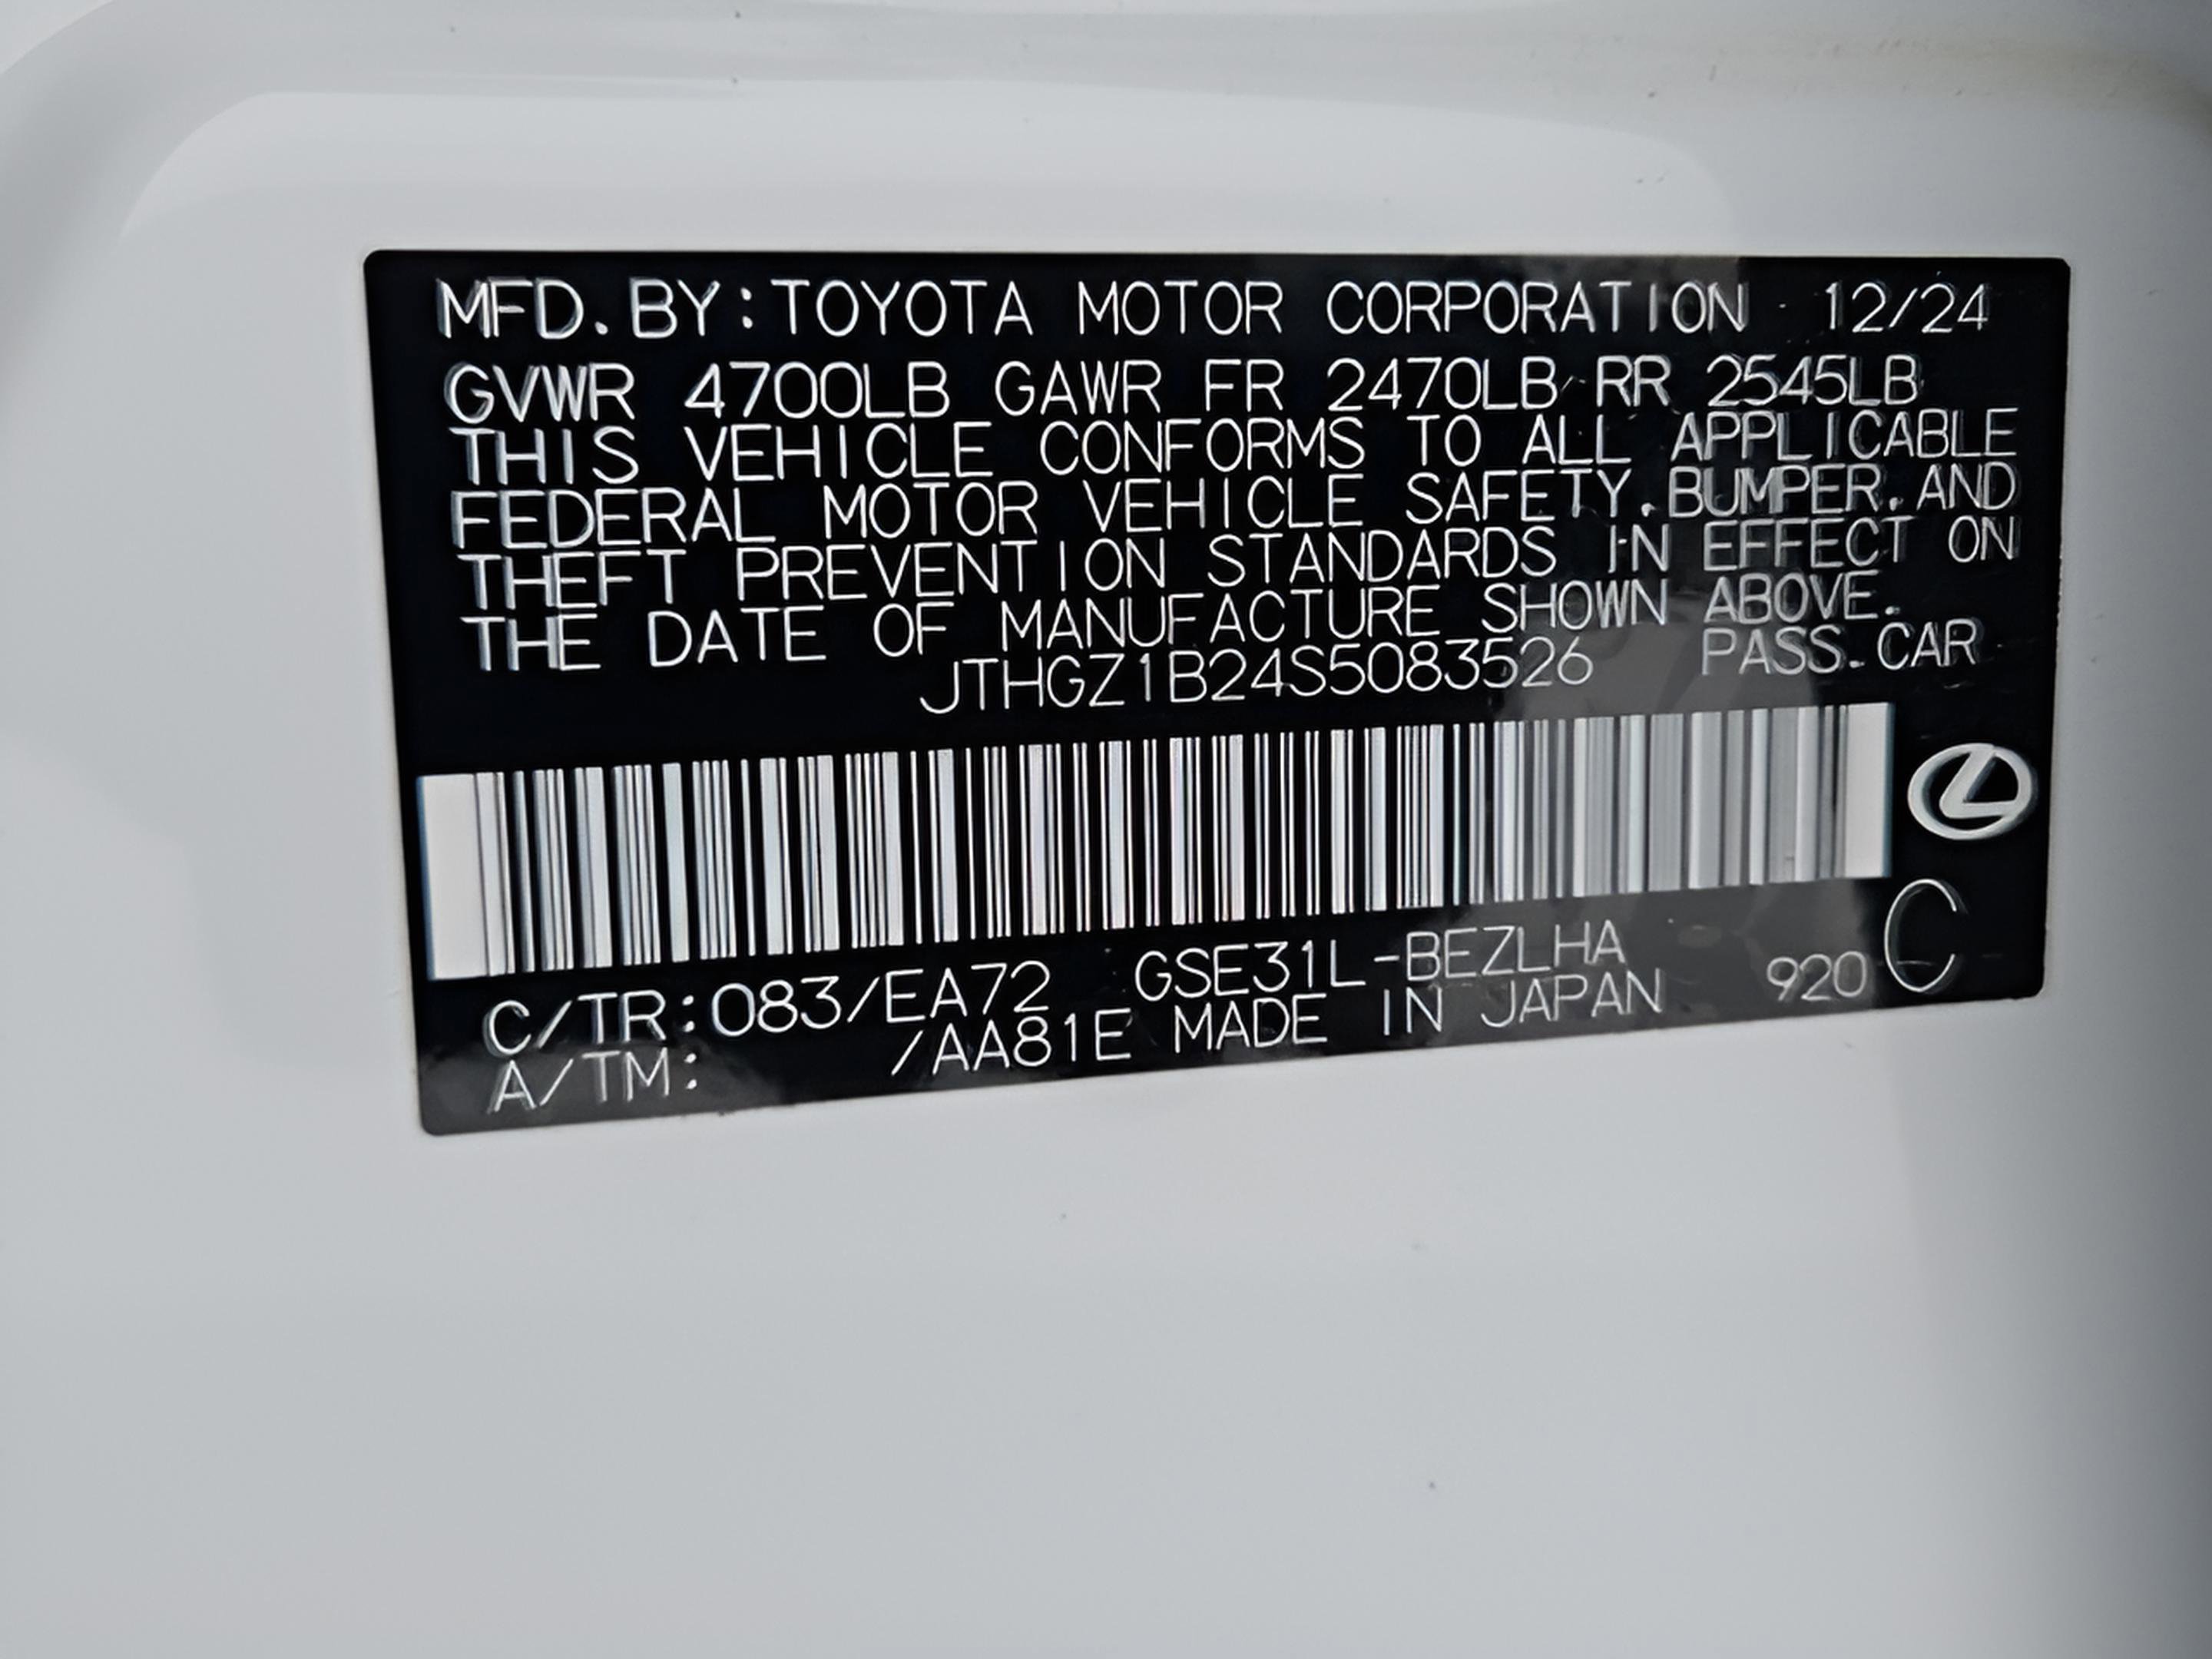 MFD.BY:TOYOTA MOTOR CORPORATION 12/24
GVWR 4700LB GAWR FR 2470LB RR 2545LB
THIS VEHICLE CONFORMS TO ALL APPLICABLE
FEDERAL MOTOR VEHICLE SAFETY,BUMPER,AND
THEFT PREVENTION STANDARDS IN EFFECT ON
THE DATE OF MANUFACTURE SHOWN ABOVE.
JTHGZ1B24S5083526 PASS.CAR
C/TR:083/EA72 GSE31L-BEZLHA
A/TM: /AA81E MADE IN JAPAN 920 C